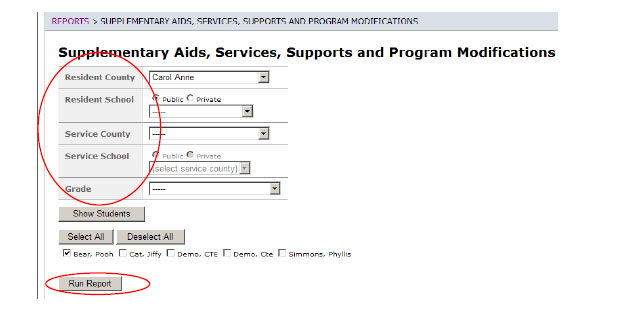 REPORTS > SUPPLEMENTARY AIDS, SERVICES, SUPPORTS AND PROGRAM MODIFICATIONS
Supplementary Aids, Services, Supports and Program Modifications
Resident County Carol Anne
Resident School Public Private
-----
Service County -----
Service School Public Private
(select service county)
Grade -----
Show Students
Select All Deselect All
Bear, Pooh Cat, Jiffy Demo, CTE Demo, Cte Simmons, Phyllis
Run Report